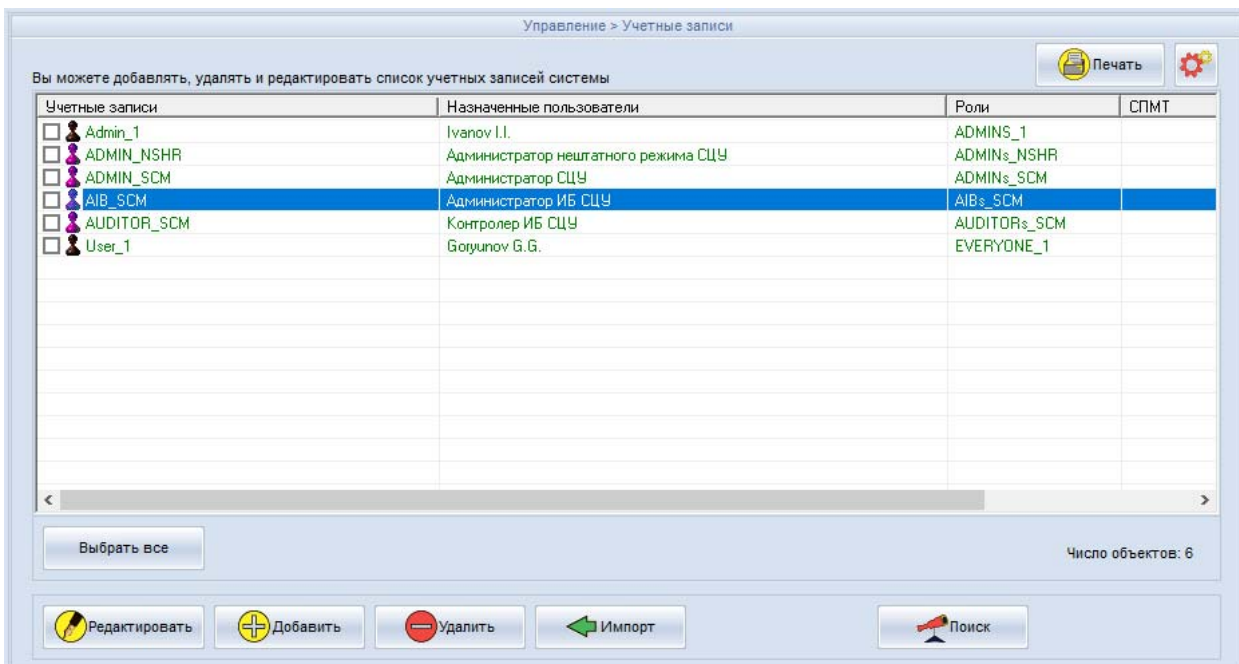 Управление > Учетные записи
Печать
Вы можете добавлять, удалять и редактировать список учетных записей системы
Учетные записи Назначенные пользователи Роли СПМТ
Admin_1 Ivanov I.I. ADMINS_1
ADMIN_NSHR Администратор нештатного режима СЦУ ADMINs_NSHR
ADMIN_SCM Администратор СЦУ ADMINs_SCM
AIB_SCM Администратор ИБ СЦУ AIBs_SCM
AUDITOR_SCM Контролер ИБ СЦУ AUDITORs_SCM
User_1 Goryunov G.G. EVERYONE_1
Выбрать все Число объектов: 6
Редактировать Добавить Удалить Импорт Поиск